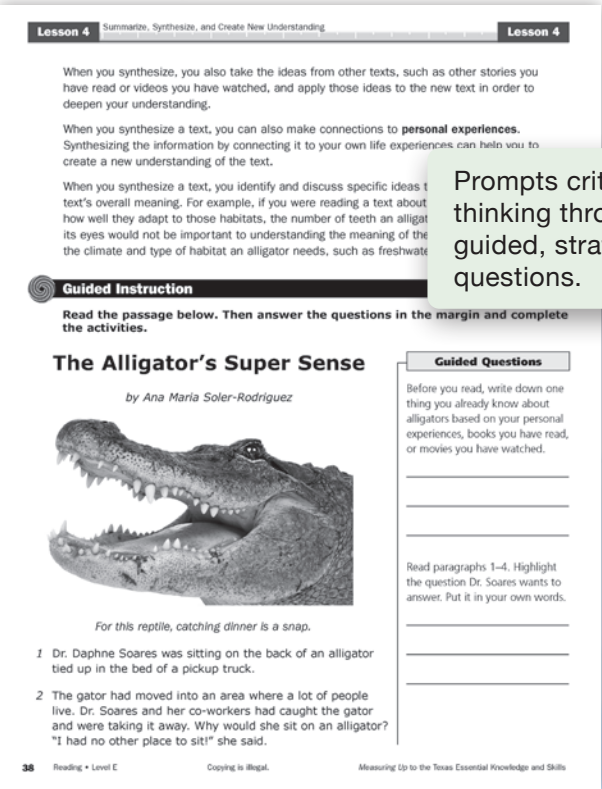 Lesson 4
Summarize, Synthesize, and Create New Understanding
Lesson 4
When you synthesize, you also take the ideas from other texts, such as other stories you
have read or videos you have watched, and apply those ideas to the new text in order to
deepen your understanding.
When you synthesize a text, you can also make connections to personal experiences.
Synthesizing the information by connecting it to your own life experiences can help you to
create a new understanding of the text.
When you synthesize a text, you identify and discuss specific ideas t
text's overall meaning. For example, if you were reading a text about
how well they adapt to those habitats, the number of teeth an alligat
its eyes would not be important to understanding the meaning of the
the climate and type of habitat an alligator needs, such as freshwate
Prompts crit
thinking thro
guided, stra
questions.
Guided Instruction
Read the passage below. Then answer the questions in the margin and complete
the activities.
The Alligator's Super Sense
by Ana Maria Soler-Rodriguez
For this reptile, catching dinner is a snap.
1 Dr. Daphne Soares was sitting on the back of an alligator
tied up in the bed of a pickup truck.
2 The gator had moved into an area where a lot of people
live. Dr. Soares and her co-workers had caught the gator
and were taking it away. Why would she sit on an alligator?
"I had no other place to sit!" she said.
Guided Questions
Before you read, write down one
thing you already know about
alligators based on your personal
experiences, books you have read,
or movies you have watched.
Read paragraphs 1–4. Highlight
the question Dr. Soares wants to
answer. Put it in your own words.
38 Reading • Level E
Copying is illegal.
Measuring Up to the Texas Essential Knowledge and Skills